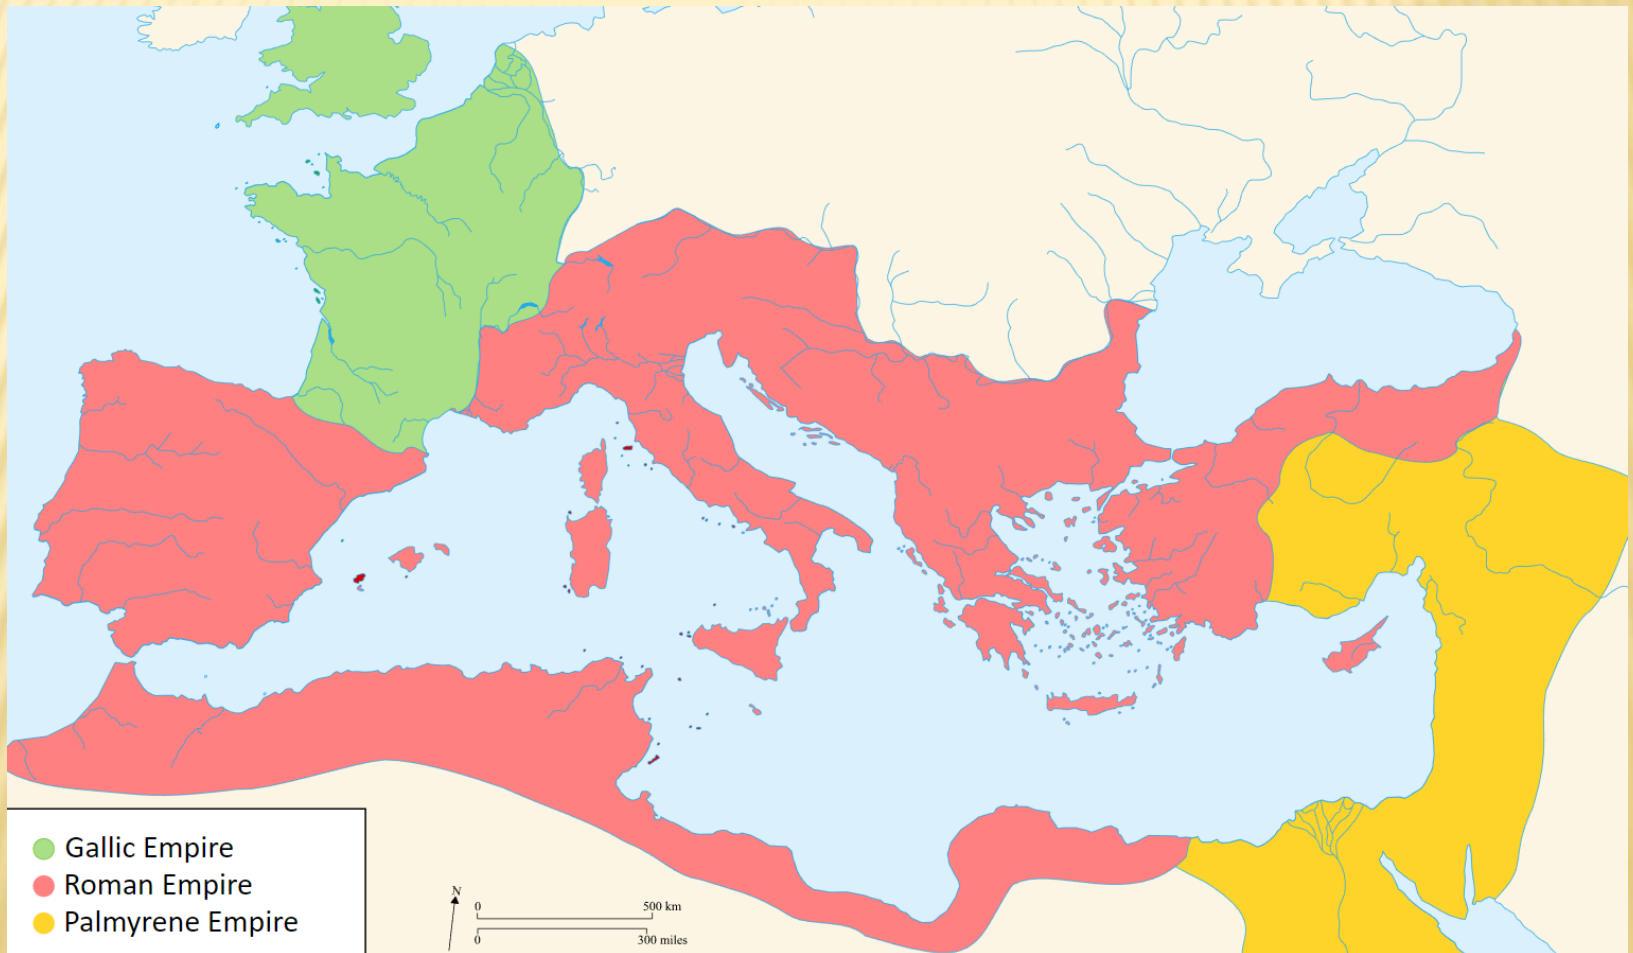 Gallic Empire
Roman Empire
Palmyrene Empire
N
0 500 km
0 300 miles